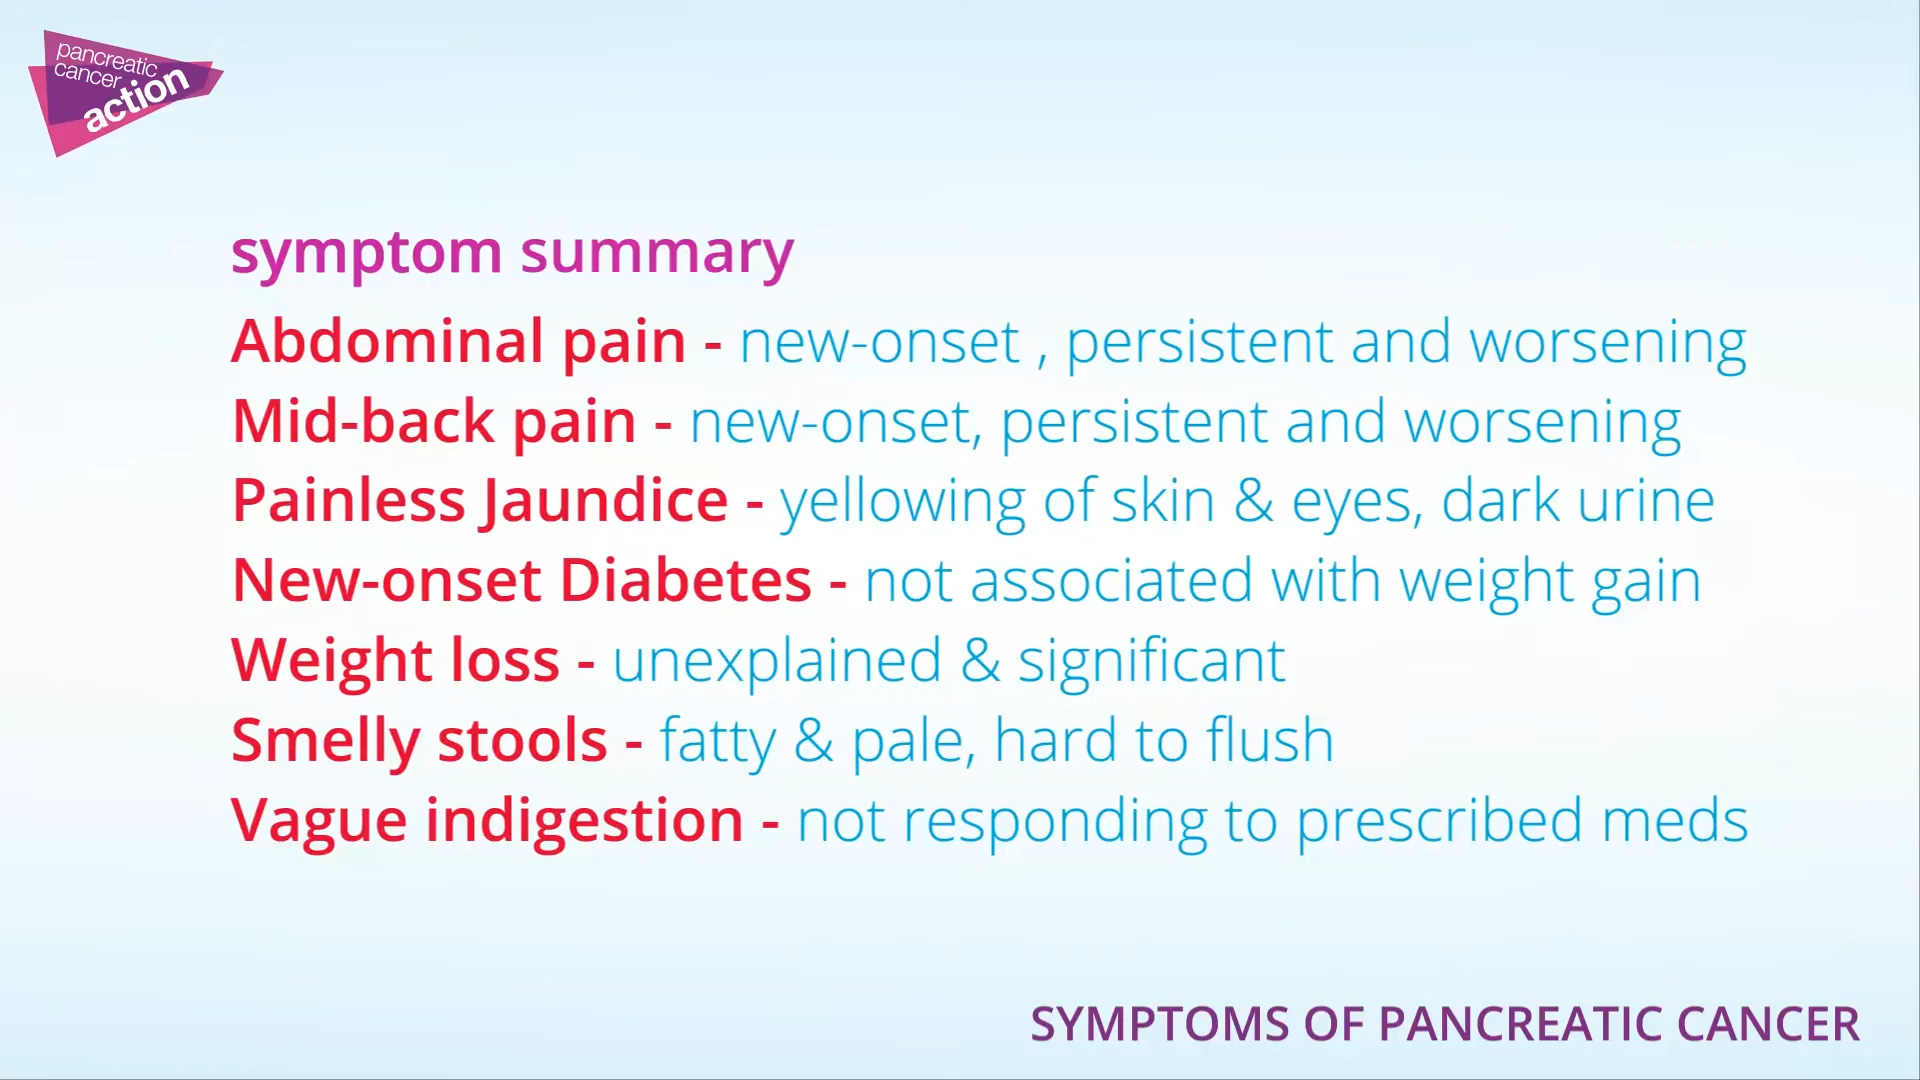 pancreatic
cancer
action
symptom summary
Abdominal pain - new-onset , persistent and worsening
Mid-back pain - new-onset, persistent and worsening
Painless Jaundice - yellowing of skin & eyes, dark urine
New-onset Diabetes - not associated with weight gain
Weight loss - unexplained & significant
Smelly stools - fatty & pale, hard to flush
Vague indigestion - not responding to prescribed meds
SYMPTOMS OF PANCREATIC CANCER